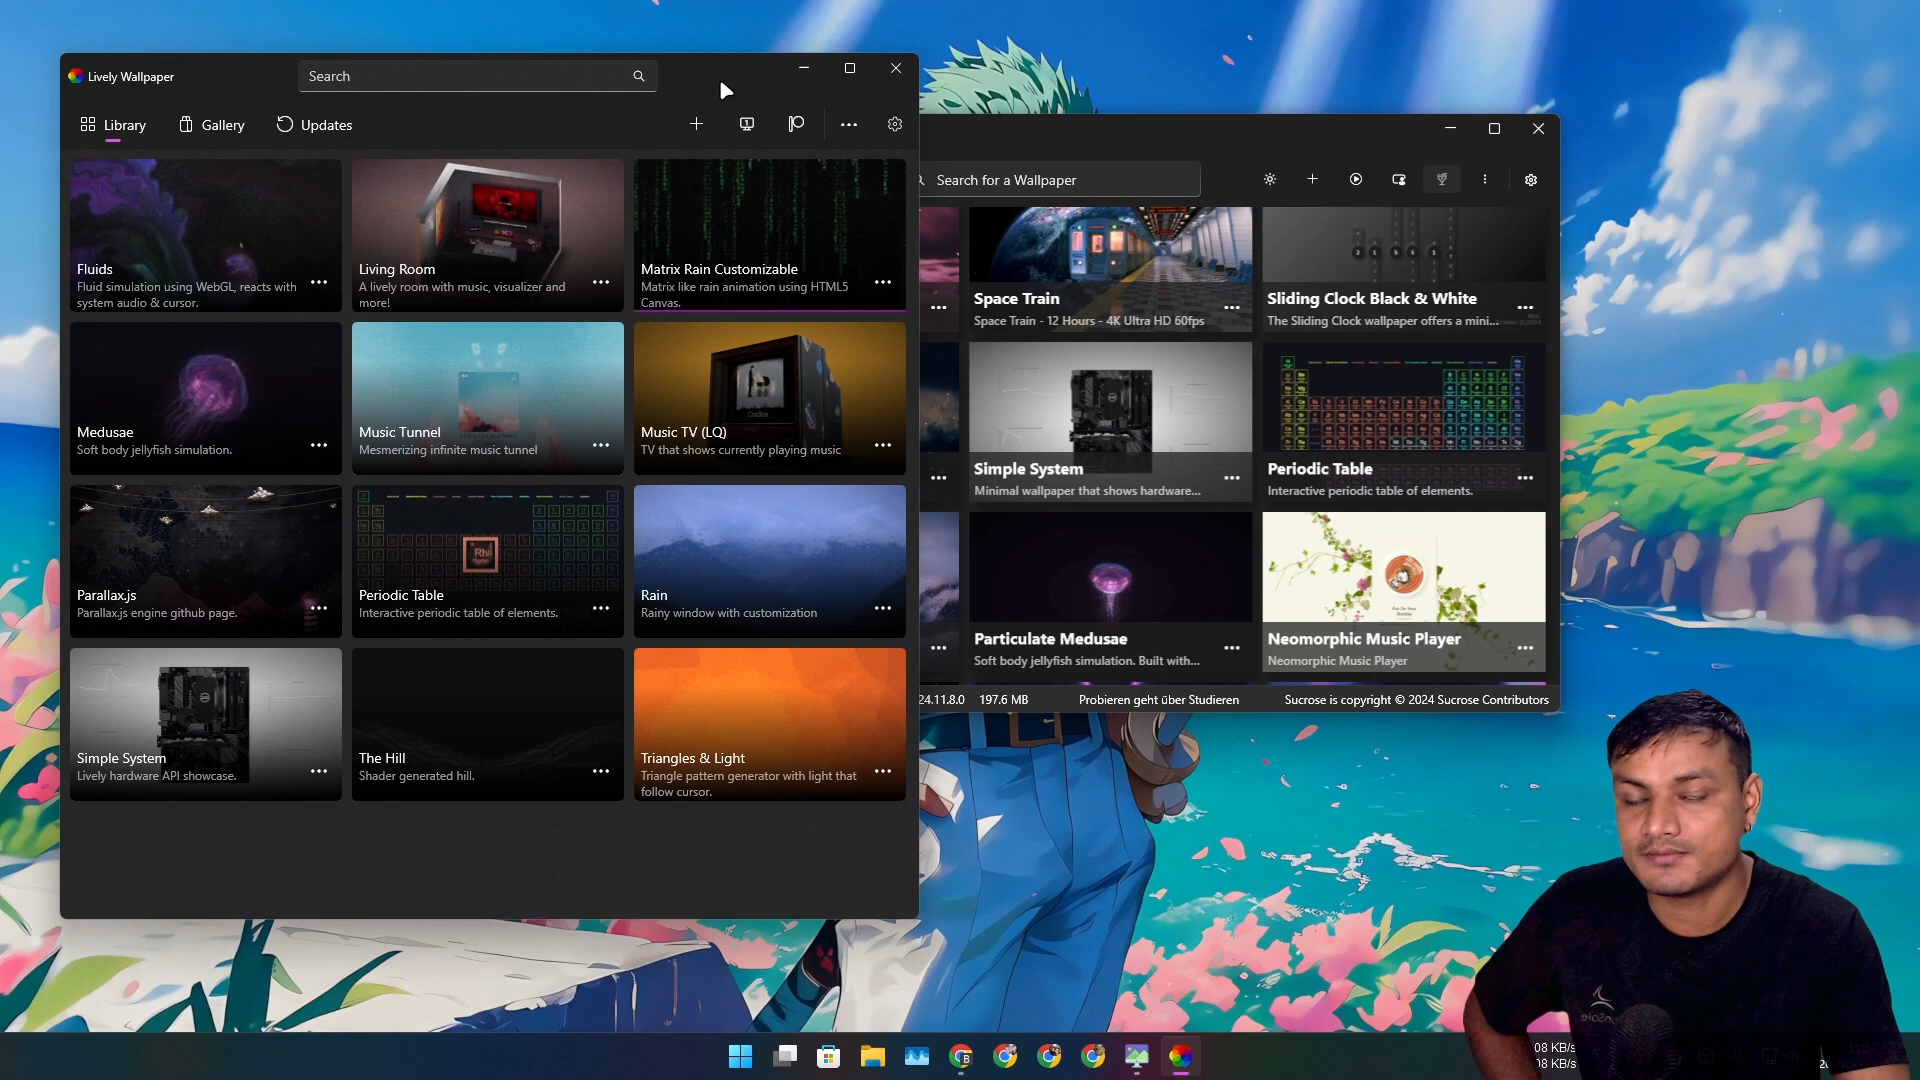 Lively Wallpaper
Search
Library
Gallery
Updates
Fluids
Fluid simulation using WebGL, reacts with
system audio & cursor.
Living Room
A lively room with music, visualizer and
more!
Matrix Rain Customizable
Matrix like rain animation using HTML5
Canvas.
Medusae
Soft body jellyfish simulation.
Music Tunnel
Mesmerizing infinite music tunnel
Music TV (LQ)
TV that shows currently playing music
Parallax.js
Parallax.js engine github page.
Periodic Table
Interactive periodic table of elements.
Rain
Rainy window with customization
Simple System
Lively hardware API showcase.
The Hill
Shader generated hill.
Triangles & Light
Triangle pattern generator with light that
follow cursor.
Search for a Wallpaper
Space Train
Space Train - 12 Hours - 4K Ultra HD 60fps
Sliding Clock Black & White
The Sliding Clock wallpaper offers a mini...
Simple System
Minimal wallpaper that shows hardware...
Periodic Table
Interactive periodic table of elements.
Particulate Medusae
Soft body jellyfish simulation. Built with...
Neomorphic Music Player
Neomorphic Music Player
24.11.8.0
197.6 MB
Probieren geht über Studieren
Sucrose is copyright © 2024 Sucrose Contributors
08 KB/s
08 KB/s